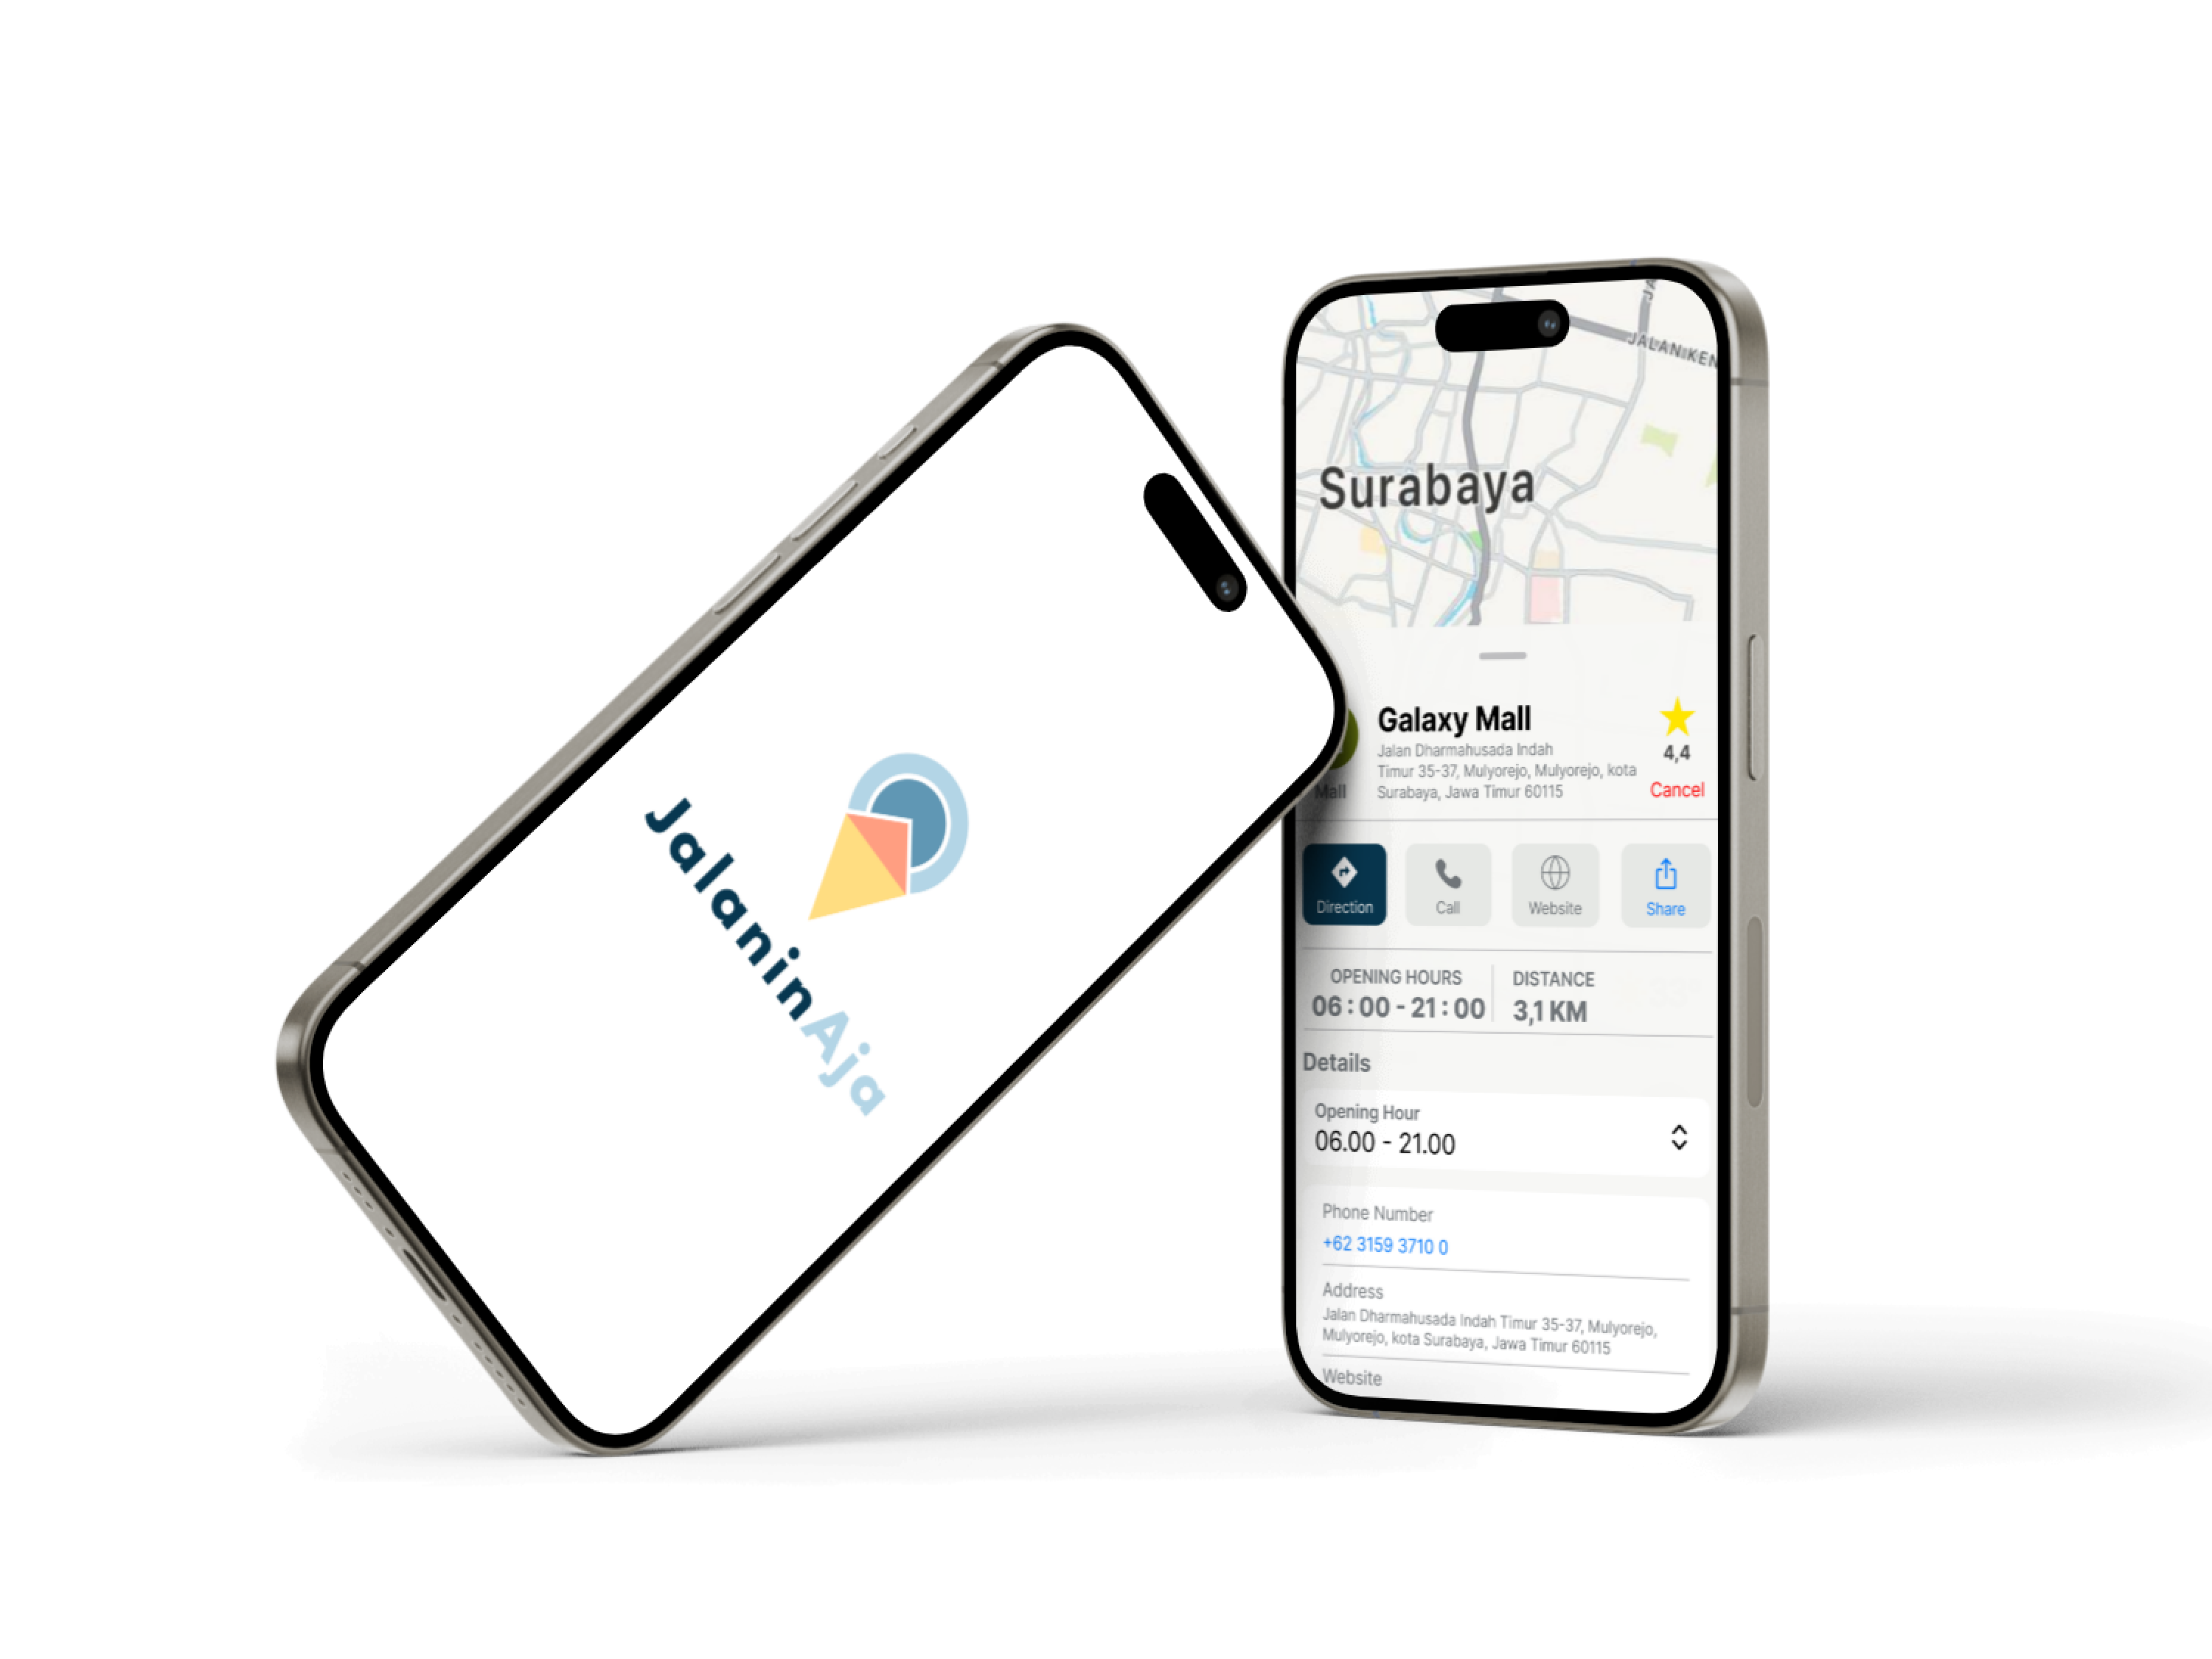 JalaninAja
JALAN KEN
Surabaya
Galaxy Mall
Jalan Dharmahusada Indah
Timur 35-37, Mulyorejo, Mulyorejo, kota
Surabaya, Jawa Timur 60115
4,4
Cancel
Mall
Direction
Call
Website
Share
OPENING HOURS
06 : 00 - 21 : 00
DISTANCE
3,1 KM
Details
Opening Hour
06.00 - 21.00
Phone Number
+62 3159 3710 0
Address
Jalan Dharmahusada Indah Timur 35-37, Mulyorejo,
Mulyorejo, kota Surabaya, Jawa Timur 60115
Website